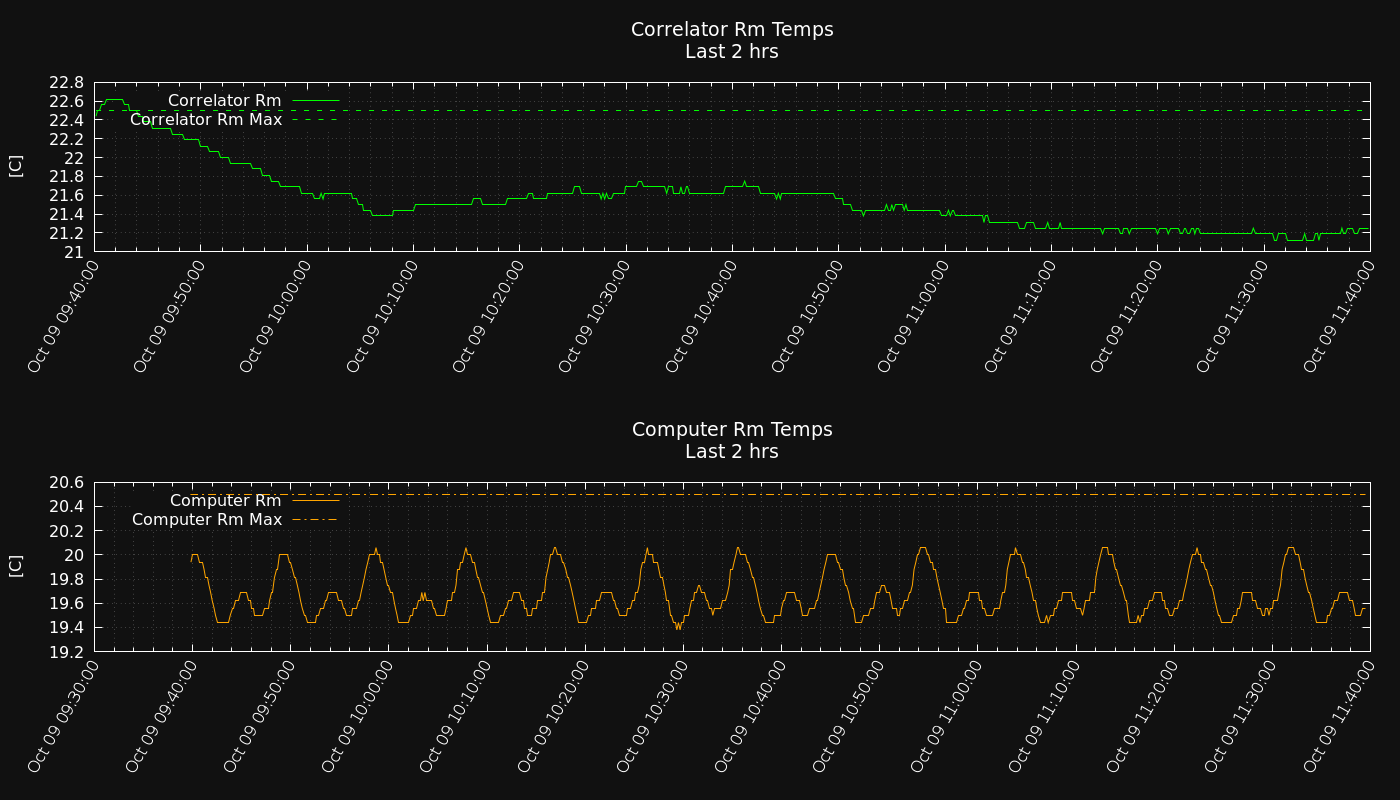 Correlator Rm Temps
Last 2 hrs
22.8
22.6
22.4
22.2
22
21.8
21.6
21.4
21.2
21
[C]
Correlator Rm
Correlator Rm Max
Oct 09 09:40:00
Oct 09 09:50:00
Oct 09 10:00:00
Oct 09 10:10:00
Oct 09 10:20:00
Oct 09 10:30:00
Oct 09 10:40:00
Oct 09 10:50:00
Oct 09 11:00:00
Oct 09 11:10:00
Oct 09 11:20:00
Oct 09 11:30:00
Oct 09 11:40:00
Computer Rm Temps
Last 2 hrs
20.6
20.4
20.2
20
19.8
19.6
19.4
19.2
[C]
Computer Rm
Computer Rm Max
Oct 09 09:30:00
Oct 09 09:40:00
Oct 09 09:50:00
Oct 09 10:00:00
Oct 09 10:10:00
Oct 09 10:20:00
Oct 09 10:30:00
Oct 09 10:40:00
Oct 09 10:50:00
Oct 09 11:00:00
Oct 09 11:10:00
Oct 09 11:20:00
Oct 09 11:30:00
Oct 09 11:40:00